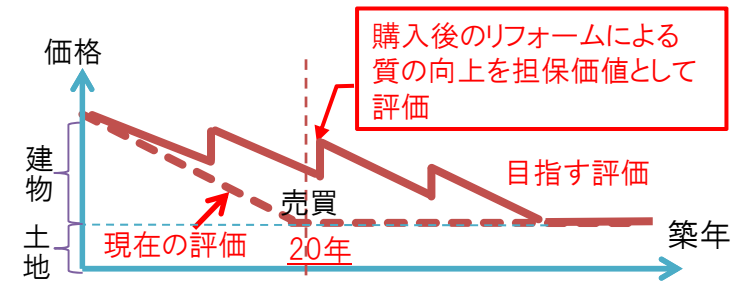 価格
購入後のリフォームによる
質の向上を担保価値として
評価
建物
目指す評価
売買
土地
現在の評価
20年
築年